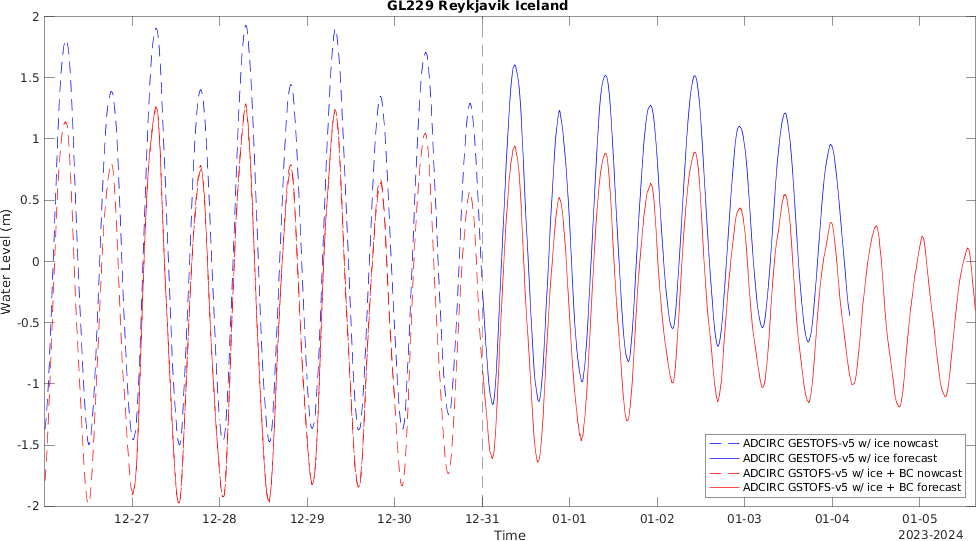 GL229 Reykjavik Iceland
2
1.5
1
0.5
0
-0.5
-1
-1.5
-2
Water Level (m)
12-27
12-28
12-29
12-30
12-31
01-01
01-02
01-03
01-04
01-05
Time
2023-2024
ADCIRC GESTOFS-v5 w/ ice nowcast
ADCIRC GESTOFS-v5 w/ ice forecast
ADCIRC GSTOFS-v5 w/ ice + BC nowcast
ADCIRC GSTOFS-v5 w/ ice + BC forecast